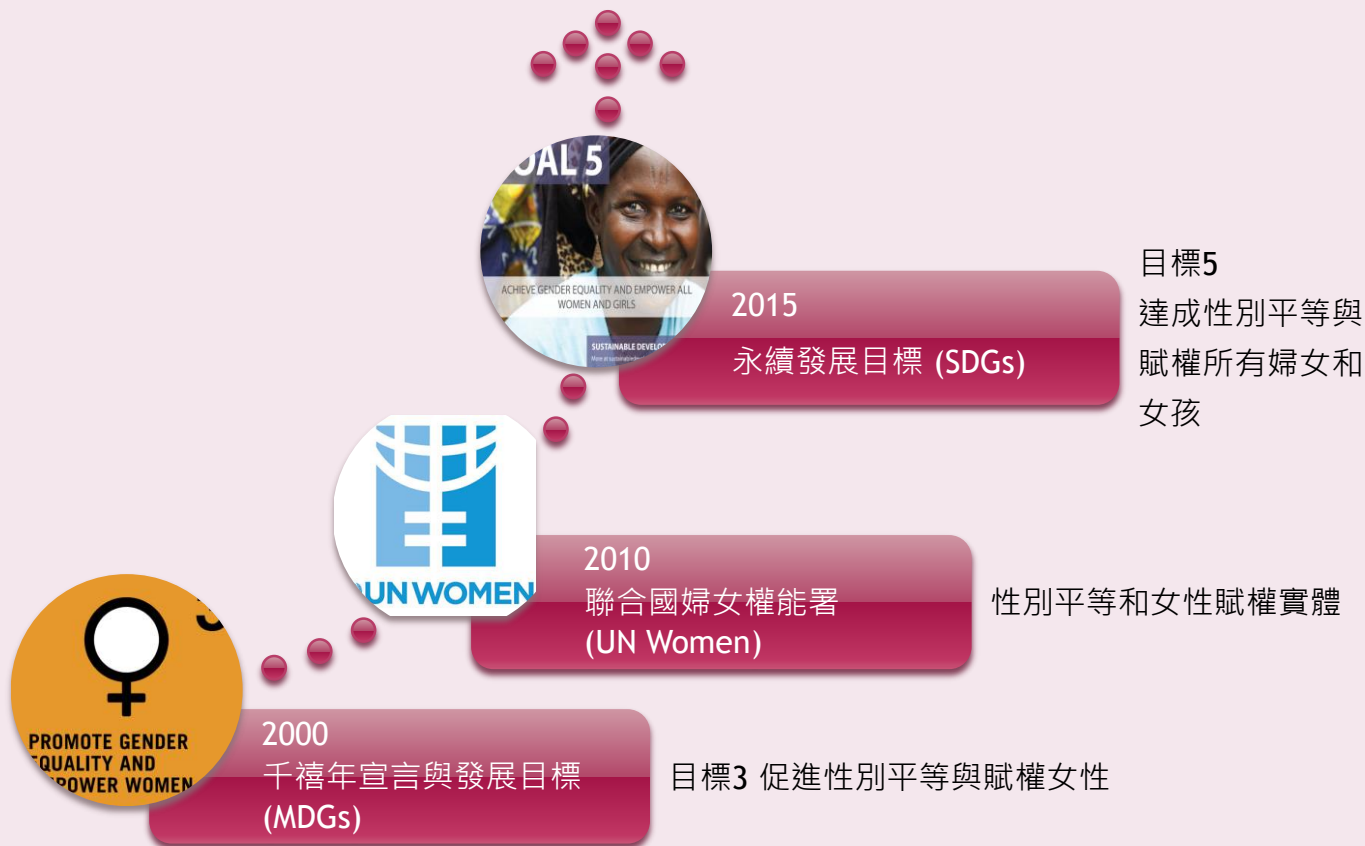 OAL 5
ACHIEVE GENDER EQUALITY AND EMPOWER ALL
WOMEN AND GIRLS
SUSTAINABLE DEVELO
2015
永續發展目標 (SDGs)
目標5
達成性別平等與
賦權所有婦女和
女孩
UN WOMEN
2010
聯合國婦女權能署
(UN Women)
性別平等和女性賦權實體
PROMOTE GENDER
EQUALITY AND
EMPOWER WOMEN
2000
千禧年宣言與發展目標
(MDGs)
目標3 促進性別平等與賦權女性